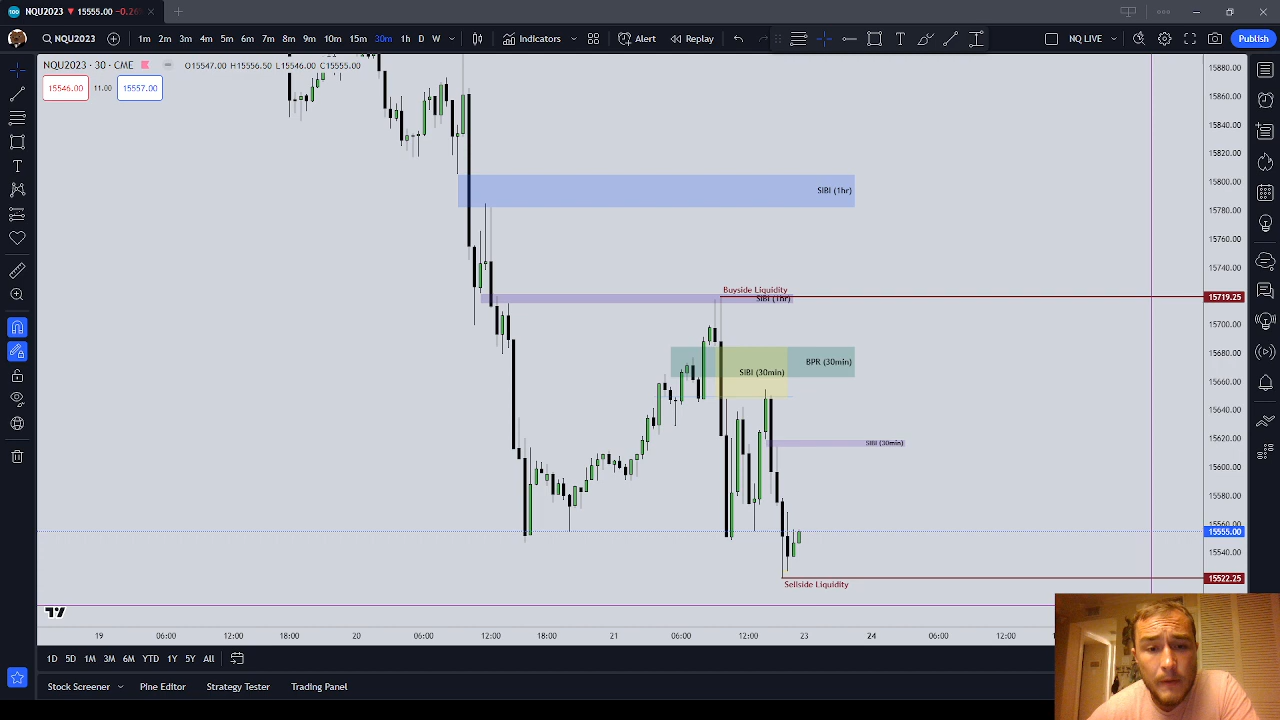 NQU2023 ▼ 15555.00 −0.26
NQU2023 1m 2m 3m 4m 5m 6m 7m 8m 9m 10m 15m 30m 1h D W Indicators Alert Replay NQ LIVE Publish
NQU2023 · 30 · CME O15547.00 H15556.50 L15546.00 C15555.00
15546.00 11.00 15557.00
15880.00
15860.00
15840.00
15820.00
15800.00
SIBI (1hr)
15780.00
15760.00
15740.00
Buyside Liquidity
SIBI (1hr)
15719.25
15700.00
15680.00
BPR (30min)
SIBI (30min)
15660.00
15640.00
15620.00
SIBI (30min)
15600.00
15580.00
15560.00
15555.00
15540.00
15522.25
Sellside Liquidity
19 06:00 12:00 18:00 20 06:00 12:00 18:00 21 06:00 12:00 23 24 06:00 12:00
1D 5D 1M 3M 6M YTD 1Y 5Y All
Stock Screener Pine Editor Strategy Tester Trading Panel